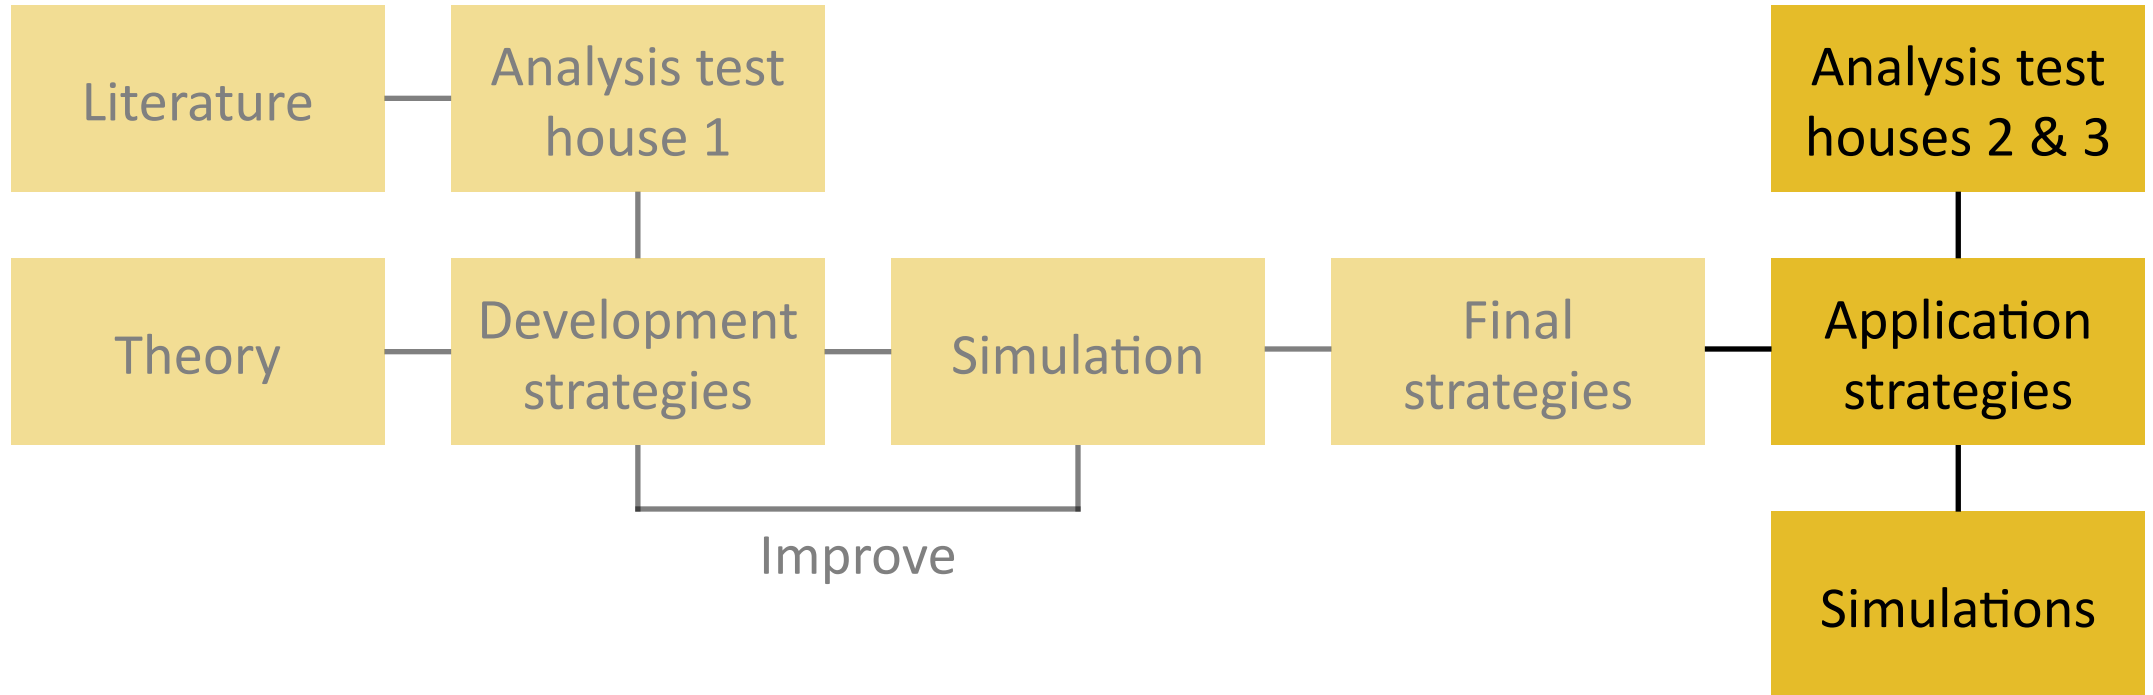 Literature
Analysis test
house 1
Analysis test
houses 2 & 3
Theory
Development
strategies
Simulation
Final
strategies
Application
strategies
Improve
Simulations